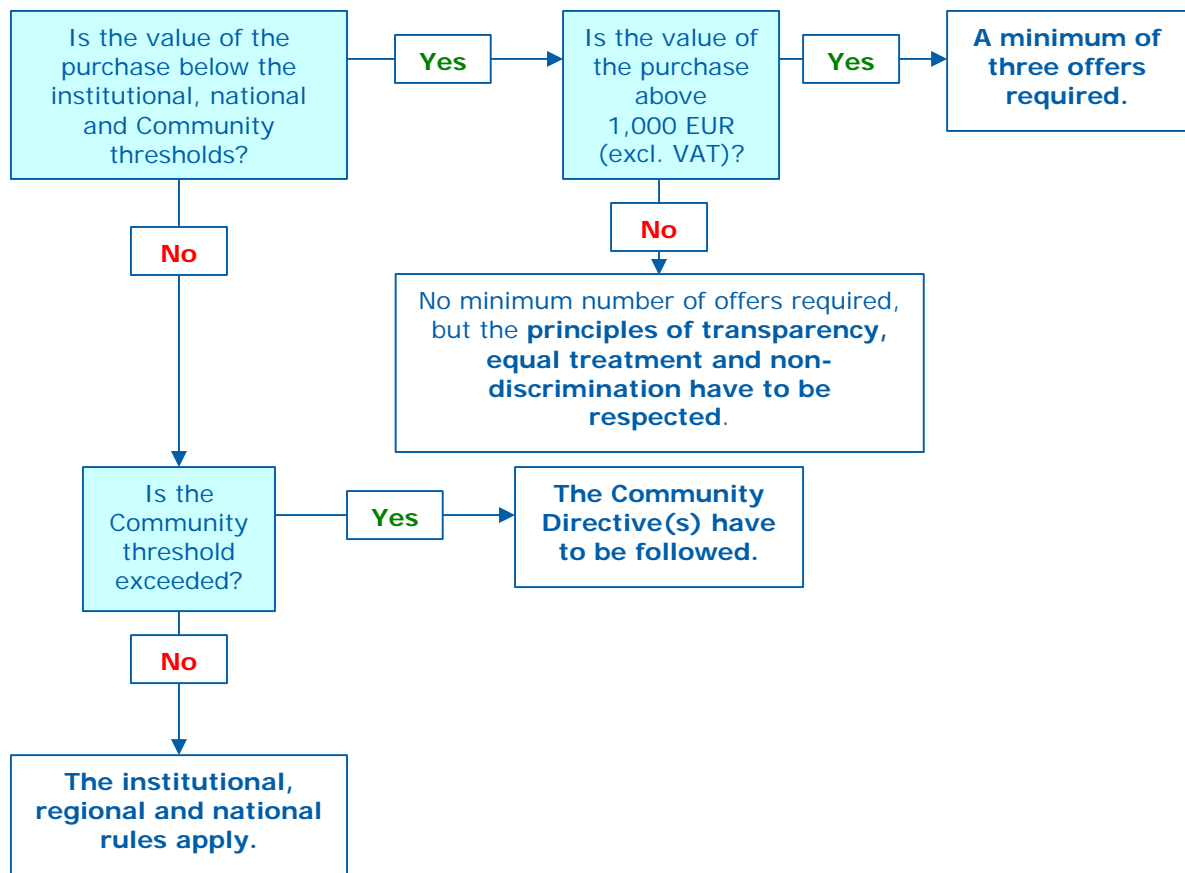 Is the value of the
purchase below the
institutional, national
and Community
thresholds?
Yes
Is the value of
the purchase
above
1,000 EUR
(excl. VAT)?
Yes
A minimum of
three offers
required.
No
No
No minimum number of offers required,
but the principles of transparency,
equal treatment and non-
discrimination have to be
respected.
Is the
Community
threshold
exceeded?
Yes
The Community
Directive(s) have
to be followed.
No
The institutional,
regional and national
rules apply.